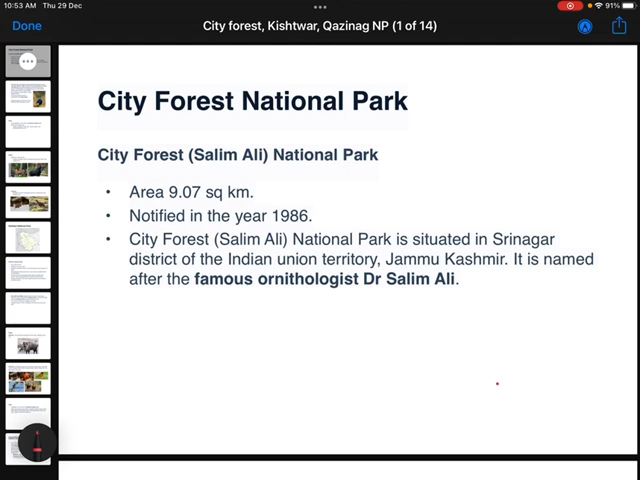 10:53 AM Thu 29 Dec
91%
Done
City forest, Kishtwar, Qazinag NP (1 of 14)
City Forest National Park
City Forest (Salim Ali) National Park
• Area 9.07 sq km.
• Notified in the year 1986.
• City Forest (Salim Ali) National Park is situated in Srinagar
district of the Indian union territory, Jammu Kashmir. It is named
after the famous ornithologist Dr Salim Ali.